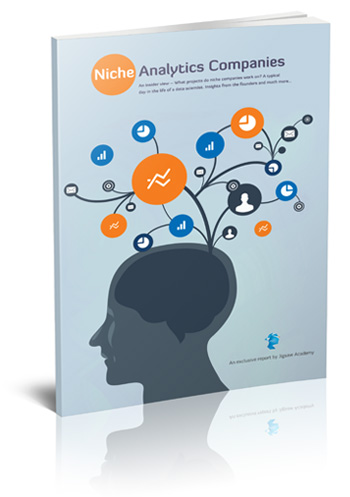 Niche Analytics Companies
An insider view – What projects do niche companies work on? A typical
day in the life of a data scientist. Insights from the founders and much more...
An exclusive report by Jigsaw Academy